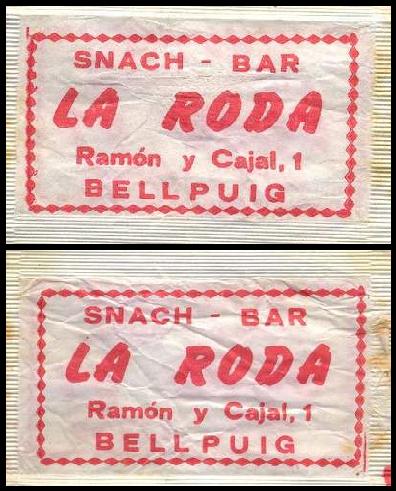 SNACH - BAR
LA RODA
Ramón y Cajal, 1
BELLPUIG
SNACH - BAR
LA RODA
Ramón y Cajal, 1
BELLPUIG